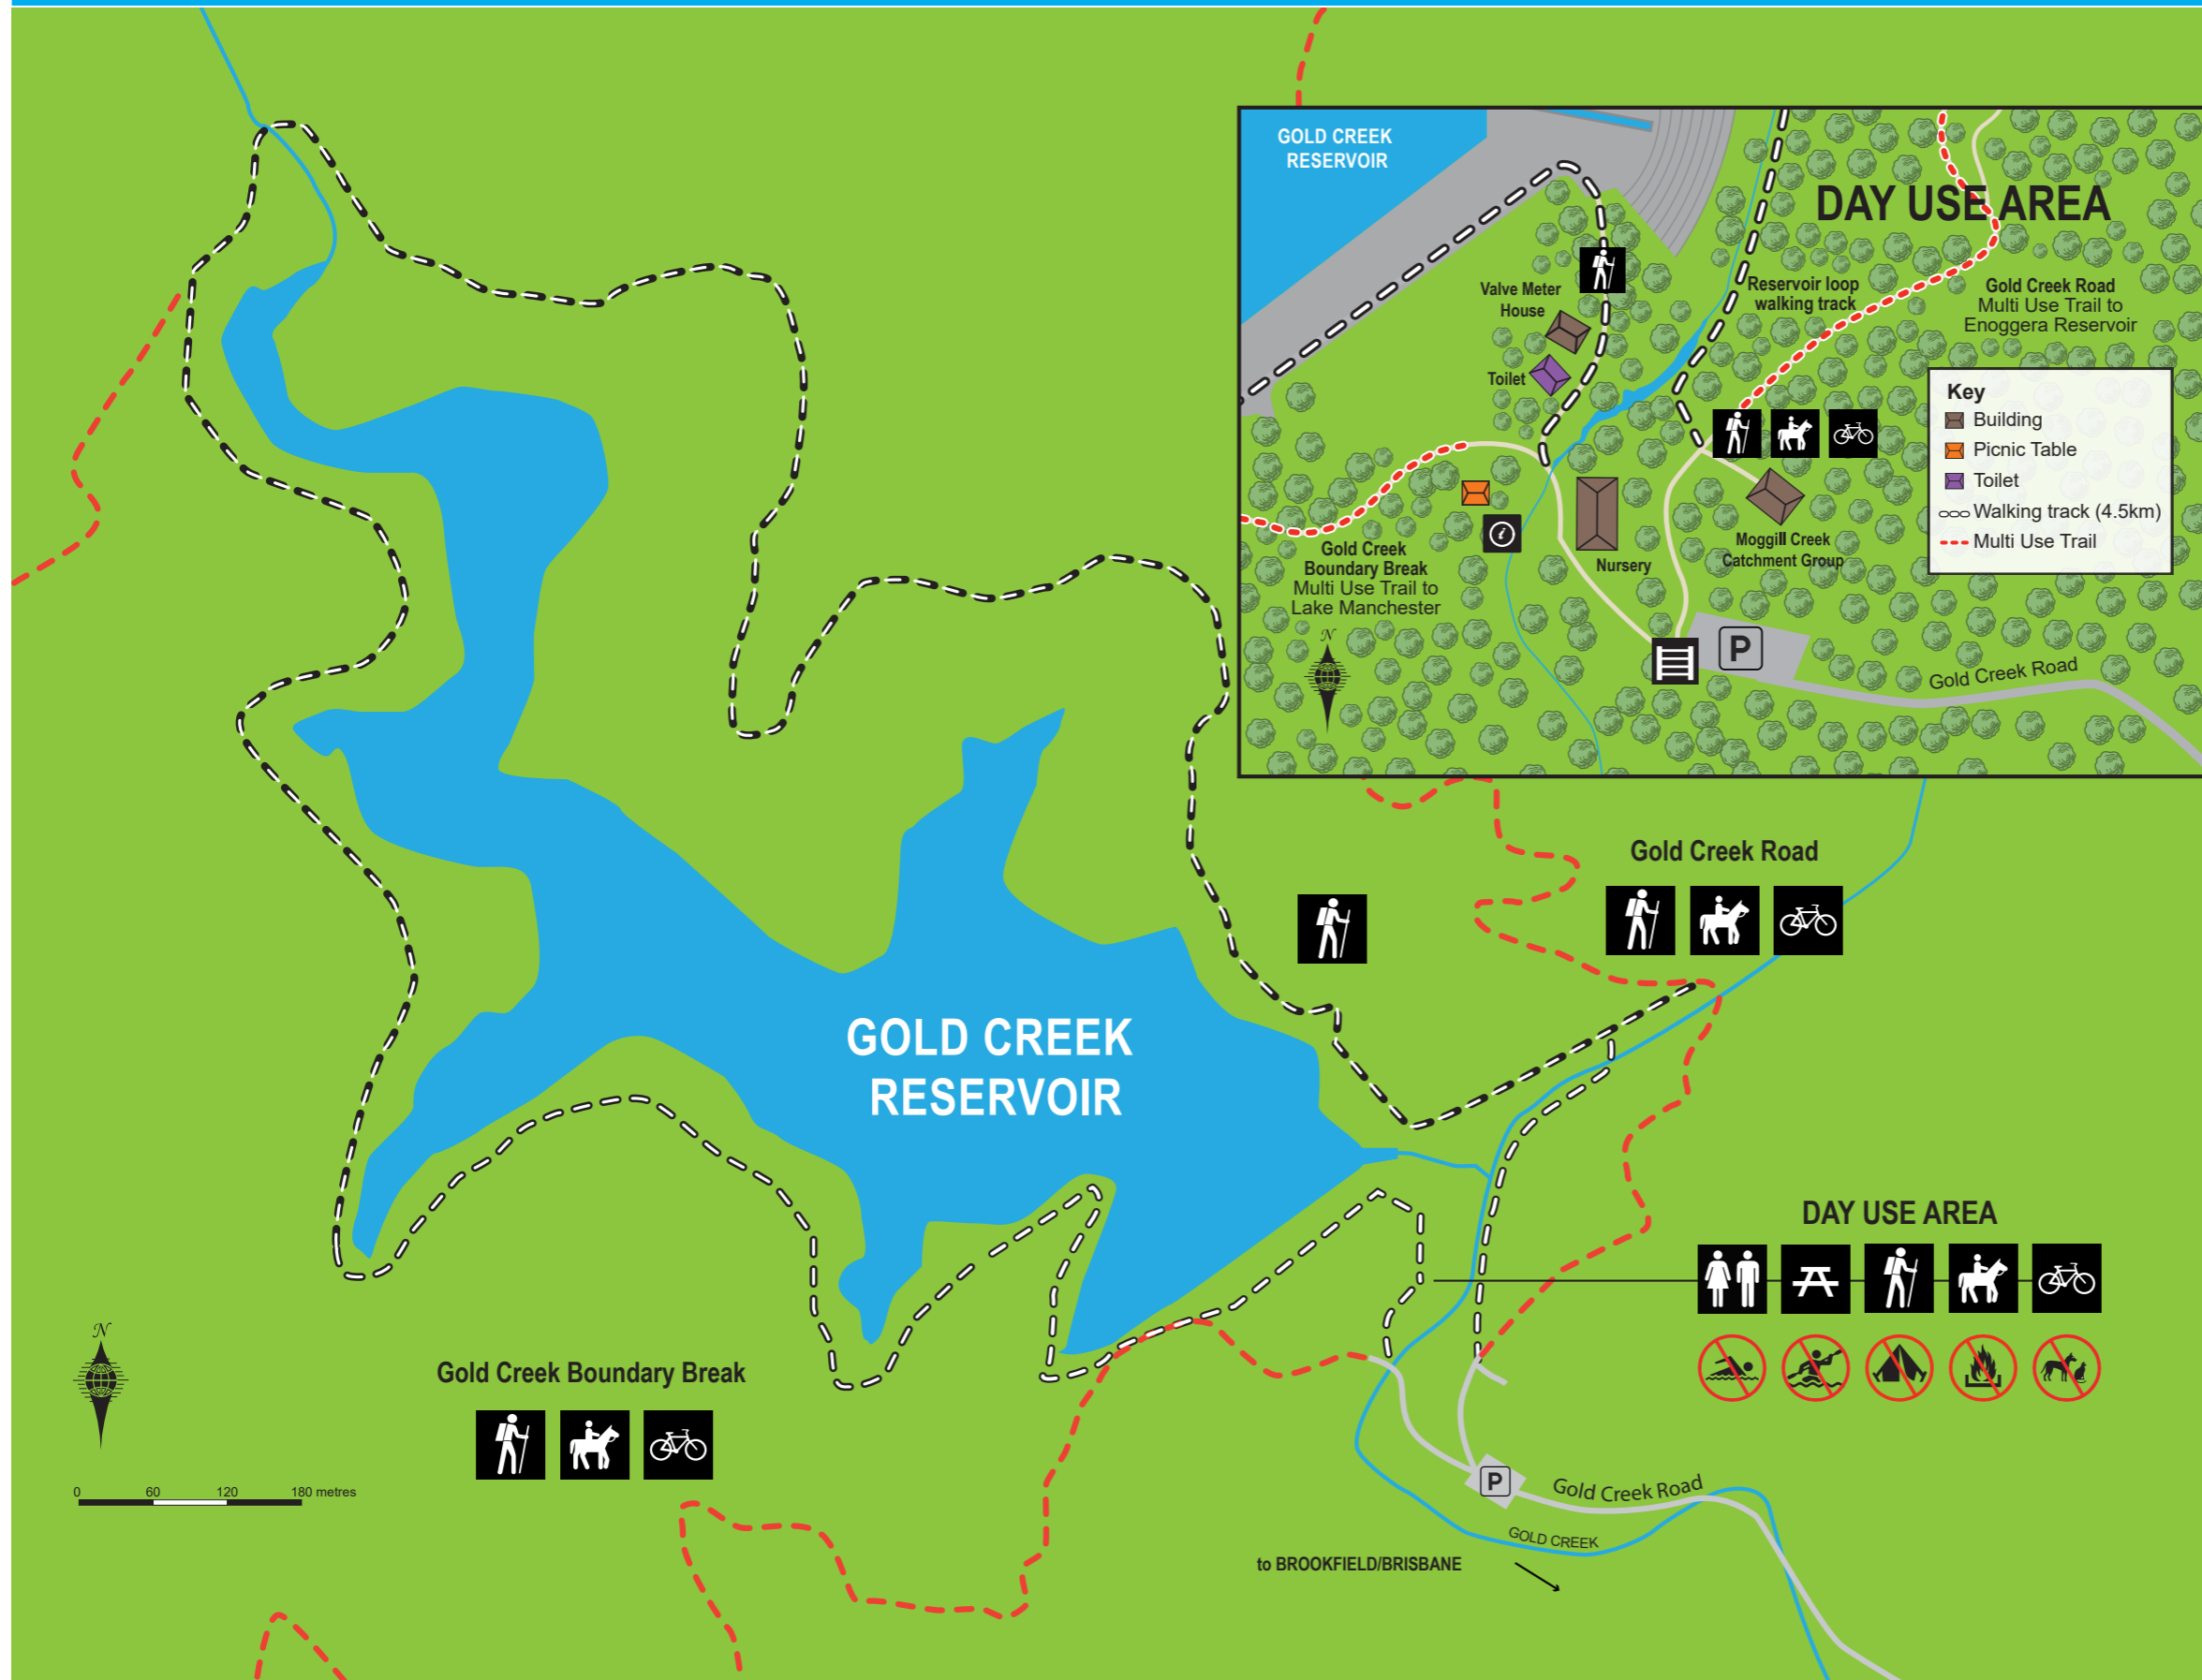 GOLD CREEK
RESERVOIR
DAY USE AREA
Valve Meter
House
Toilet
Reservoir loop
walking track
Gold Creek Road
Multi Use Trail to
Enoggera Reservoir
Key
Building
Picnic Table
Toilet
Walking track (4.5km)
Multi Use Trail
i
Gold Creek
Boundary Break
Multi Use Trail to
Lake Manchester
Nursery
Moggill Creek
Catchment Group
N
P
Gold Creek Road
Gold Creek Road
GOLD CREEK
RESERVOIR
DAY USE AREA
N
Gold Creek Boundary Break
0 60 120 180 metres
P
Gold Creek Road
GOLD CREEK
to BROOKFIELD/BRISBANE